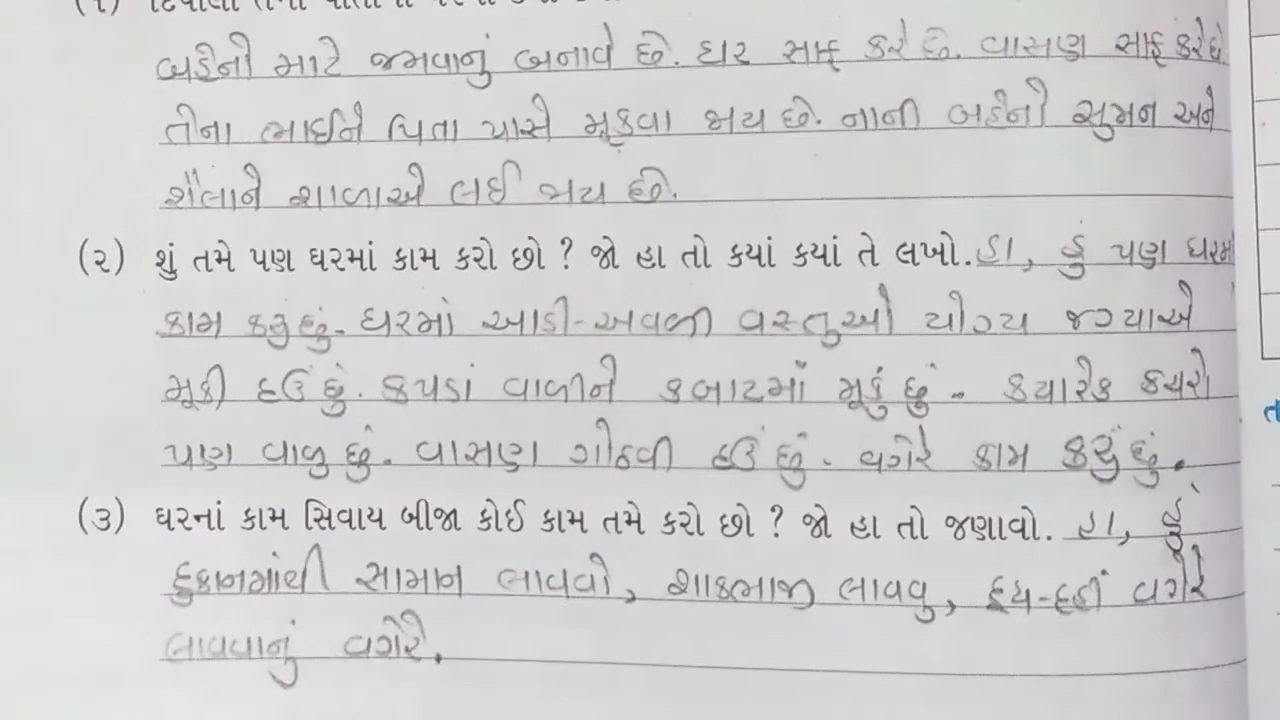 (૧)
બહેનો માટે જમવાનું બનાવે છે. ઘર સાફ કરે છે. વાસણ સાફ કરે છે
તેના ભાઈને પિતા પાસે મૂકવા જાય છે. નાની બહેનો સુમન અને
શૈલાને શાળાએ લઈ જાય છે.
(૨) શું તમે પણ ઘરમાં કામ કરો છો ? જો હા તો કયાં કયાં તે લખો. હા, હું પણ ઘરમાં
કામ કરું છું. ઘરમાં આડી-અવળી વસ્તુઓ યોગ્ય જગ્યાએ
મૂકી દઉં છું. કપડાં વાળીને કબાટમાં મૂકું છું. કયારેક કચરો
પણ વાળુ છું. વાસણ ગોઠવી દઉં છું. વગેરે કામ કરું છું.
(૩) ઘરનાં કામ સિવાય બીજા કોઈ કામ તમે કરો છો ? જો હા તો જણાવો. હા, હું
દુકાનમાંથી સામાન લાવવો, શાકભાજી લાવવુ, દૂધ-દહીં વગેરે
લાવવાનું વગેરે.